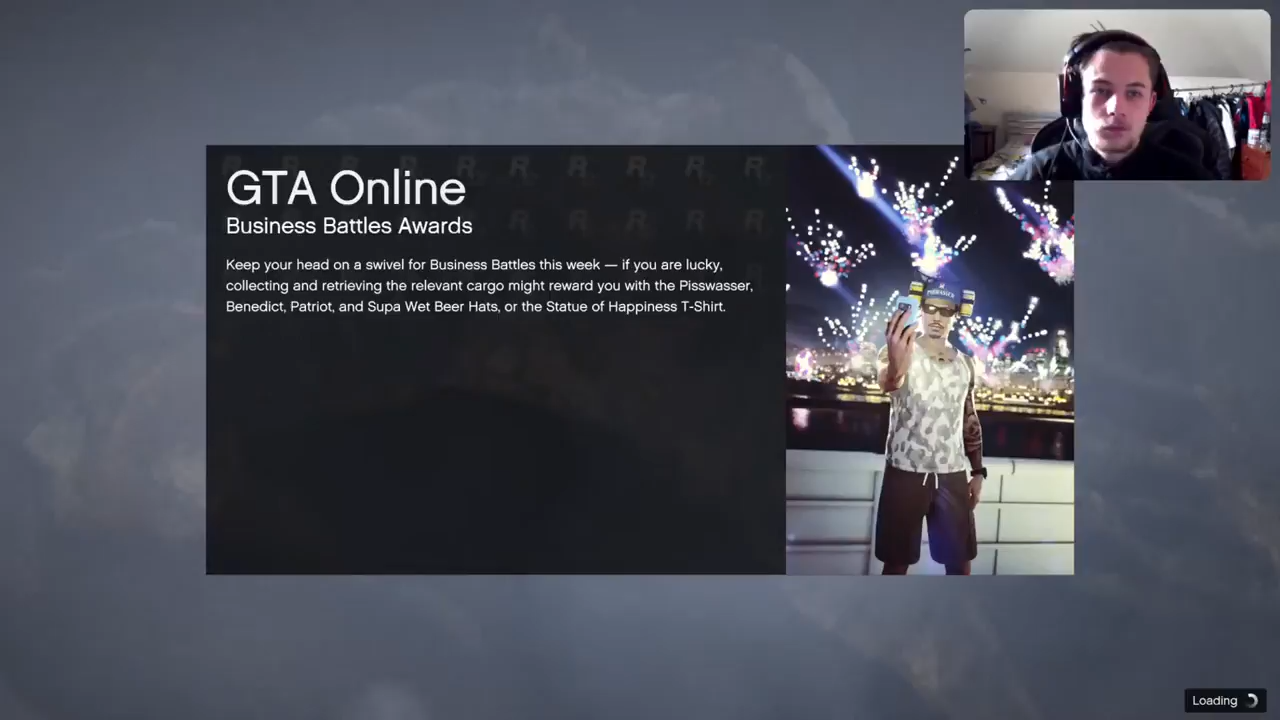 GTA Online
Business Battles Awards
Keep your head on a swivel for Business Battles this week — if you are lucky,
collecting and retrieving the relevant cargo might reward you with the Pisswasser,
Benedict, Patriot, and Supa Wet Beer Hats, or the Statue of Happiness T-Shirt.
Loading